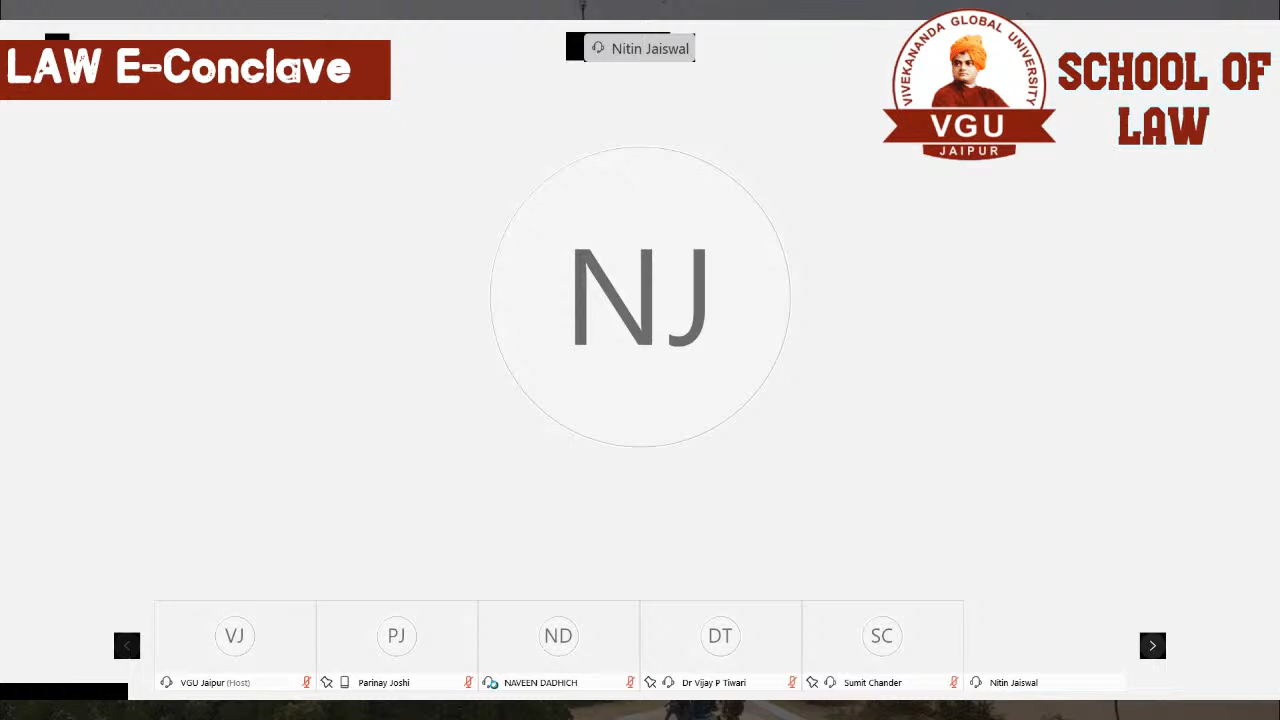 LAW E-Conclave
Nitin Jaiswal
VIVEKANANDA GLOBAL UNIVERSITY
VGU
JAIPUR
SCHOOL OF
LAW
NJ
VJ
PJ
ND
DT
SC
VGU Jaipur (Host)
Parinay Joshi
NAVEEN DADHICH
Dr Vijay P Tiwari
Sumit Chander
Nitin Jaiswal